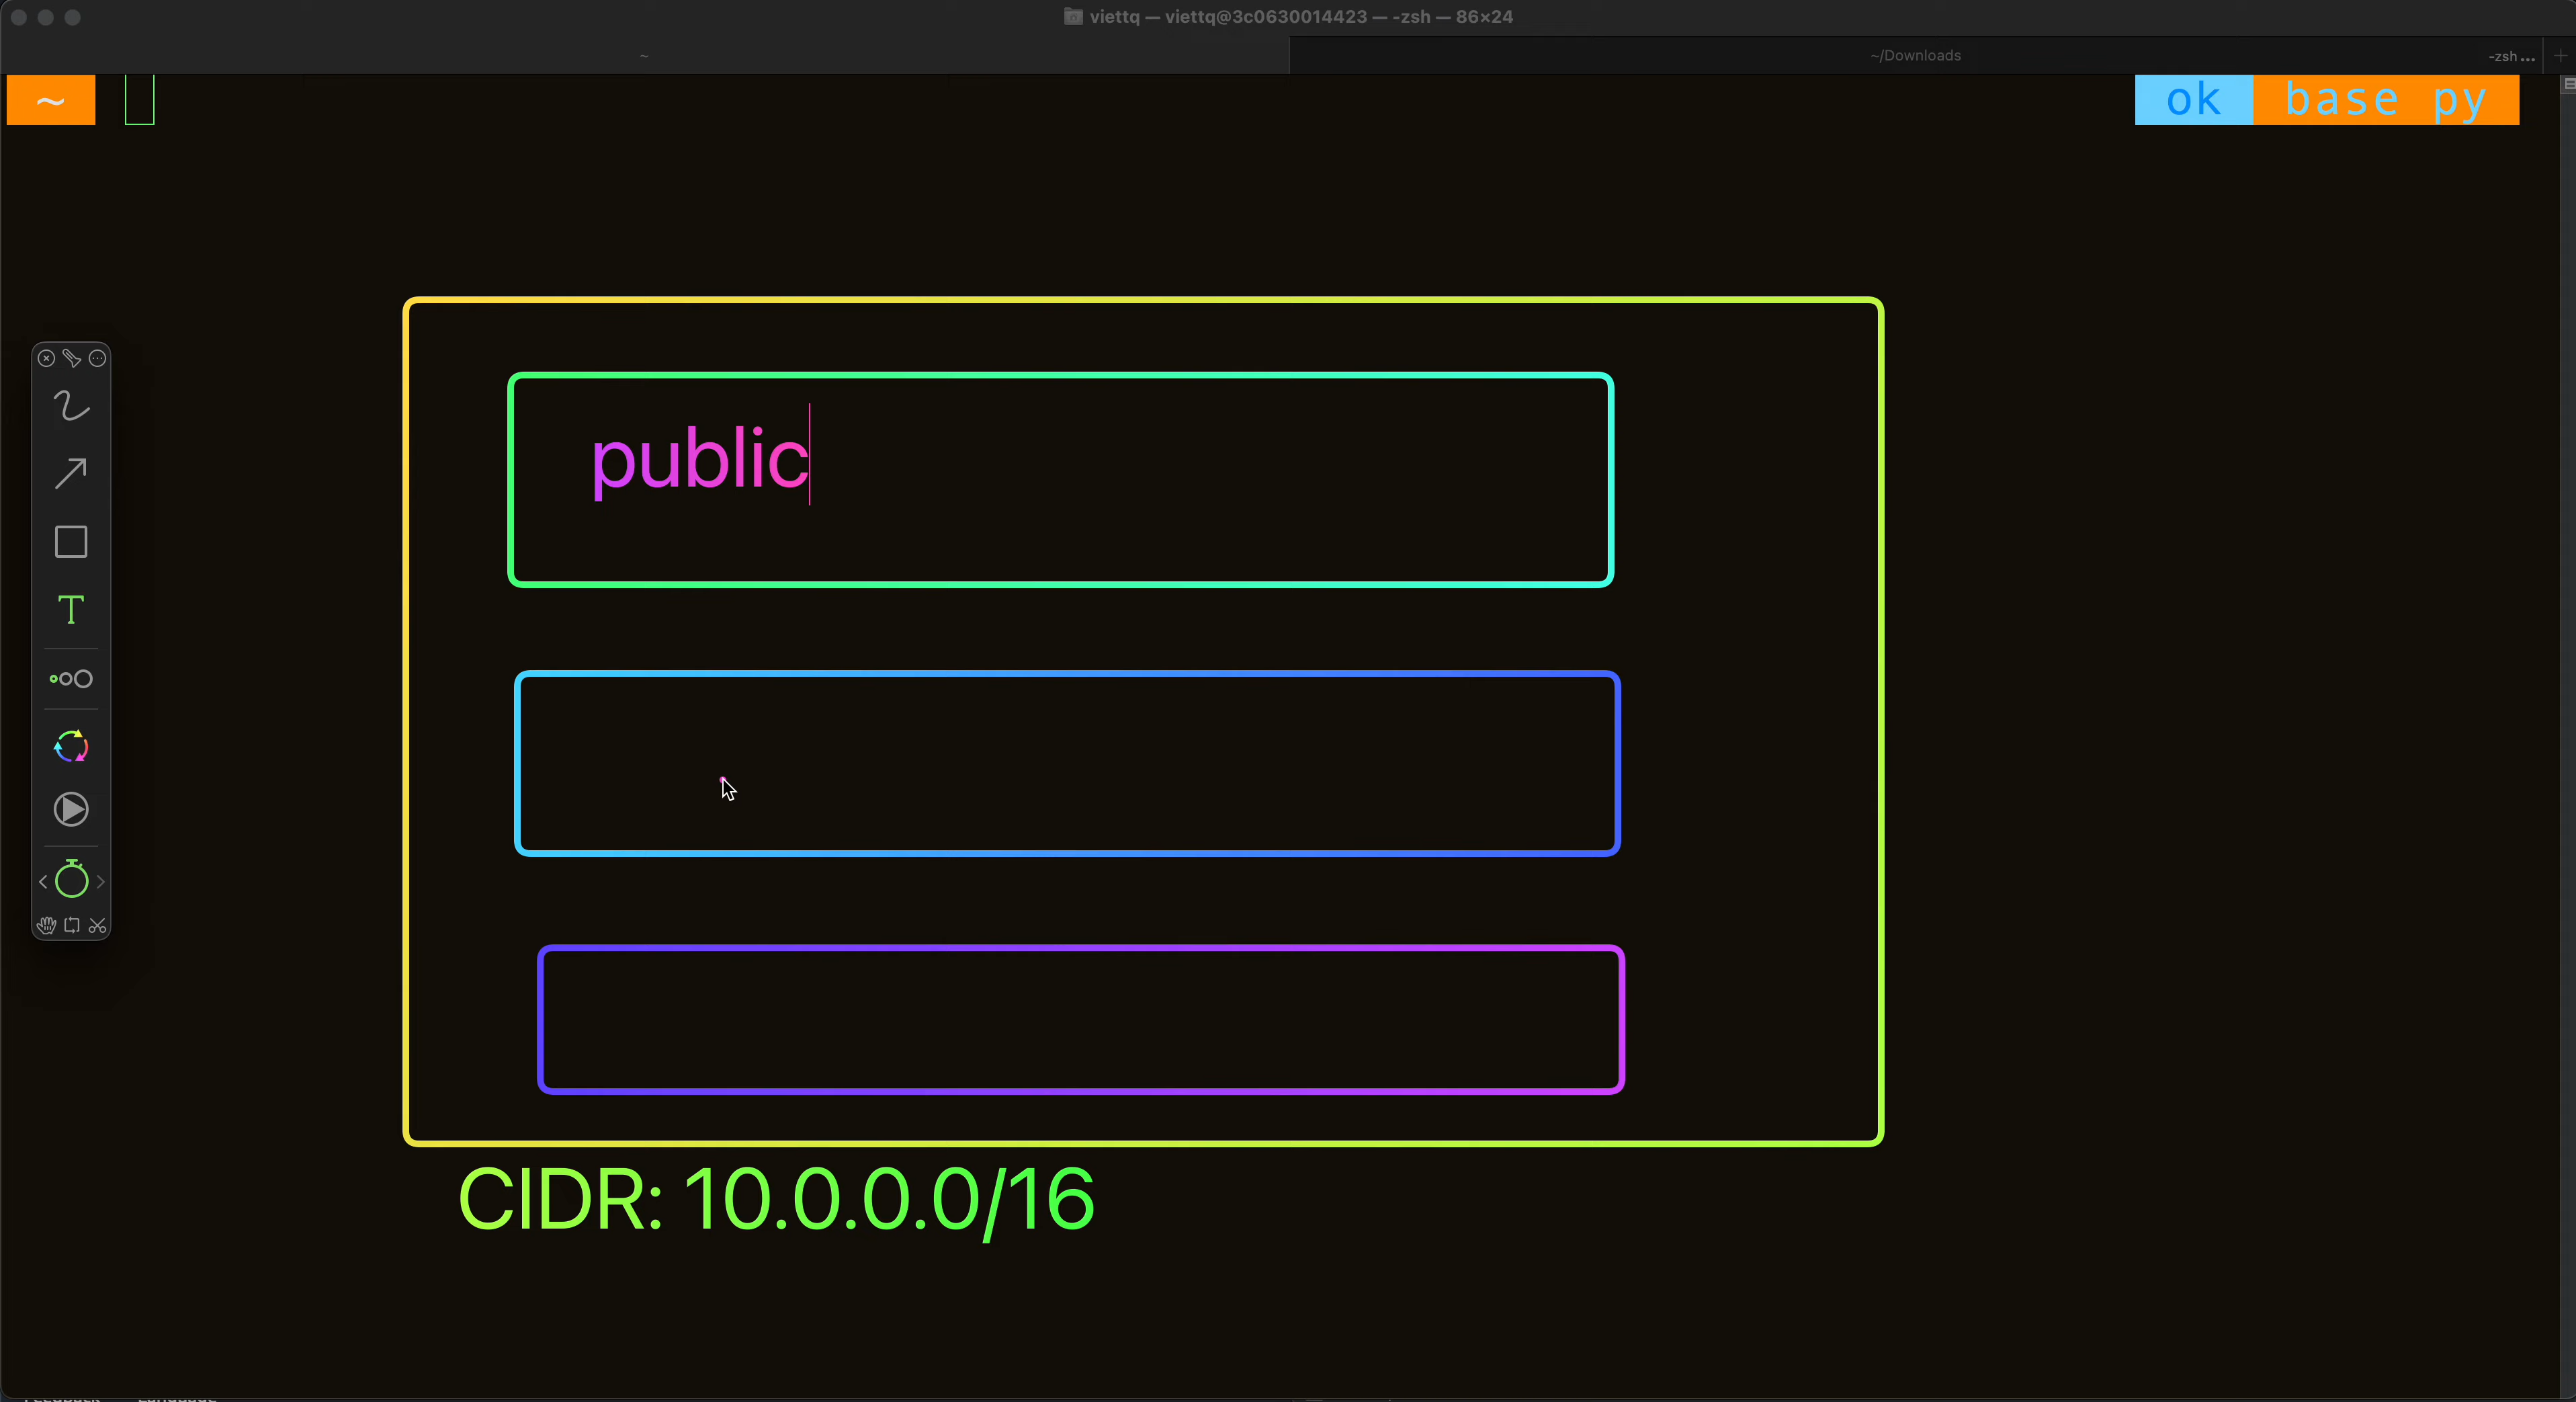 viettq — viettq@3c0630014423 — -zsh — 86×24
~
~/Downloads
-zsh ...
~
ok base py
public
T
CIDR: 10.0.0.0/16